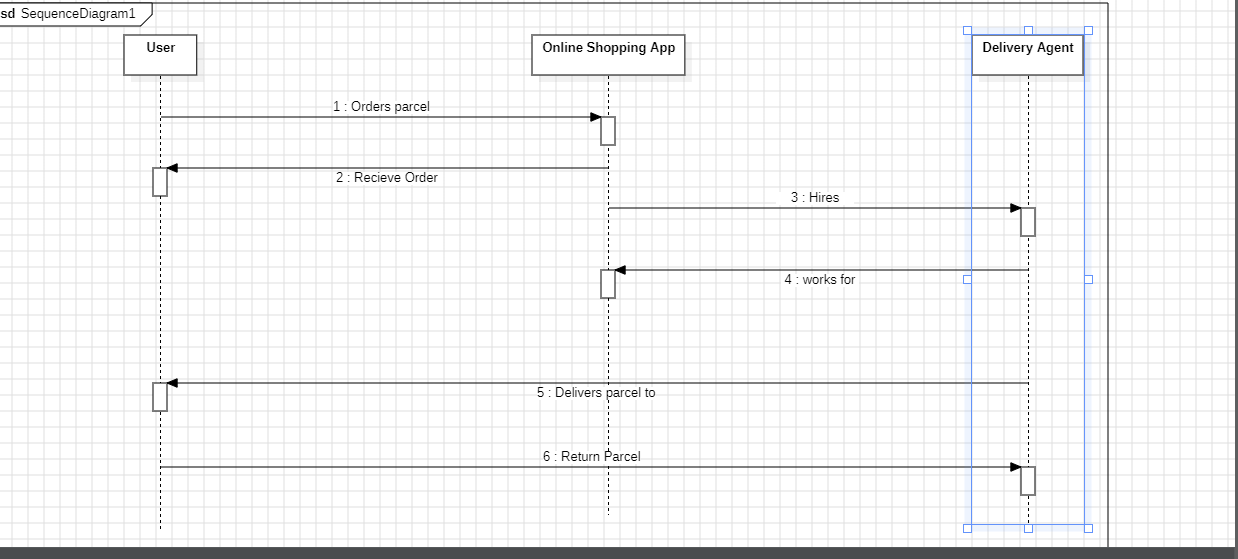 sd SequenceDiagram1
User
Online Shopping App
Delivery Agent
1 : Orders parcel
2 : Recieve Order
3 : Hires
4 : works for
5 : Delivers parcel to
6 : Return Parcel